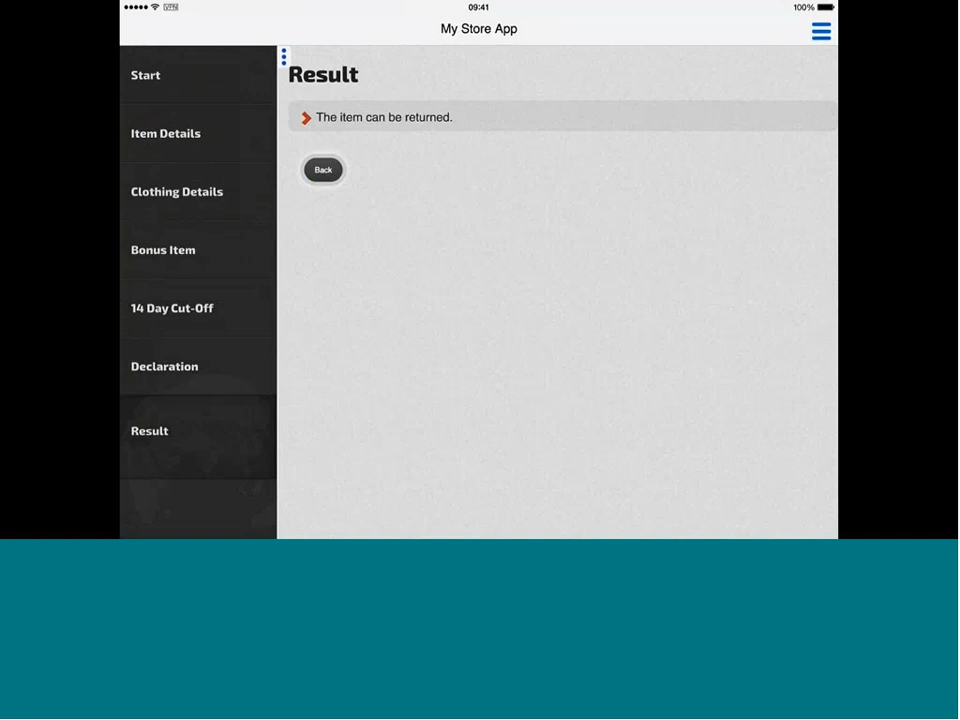 VPN 09:41 100%
My Store App
Start
Item Details
Clothing Details
Bonus Item
14 Day Cut-Off
Declaration
Result
Result
The item can be returned.
Back